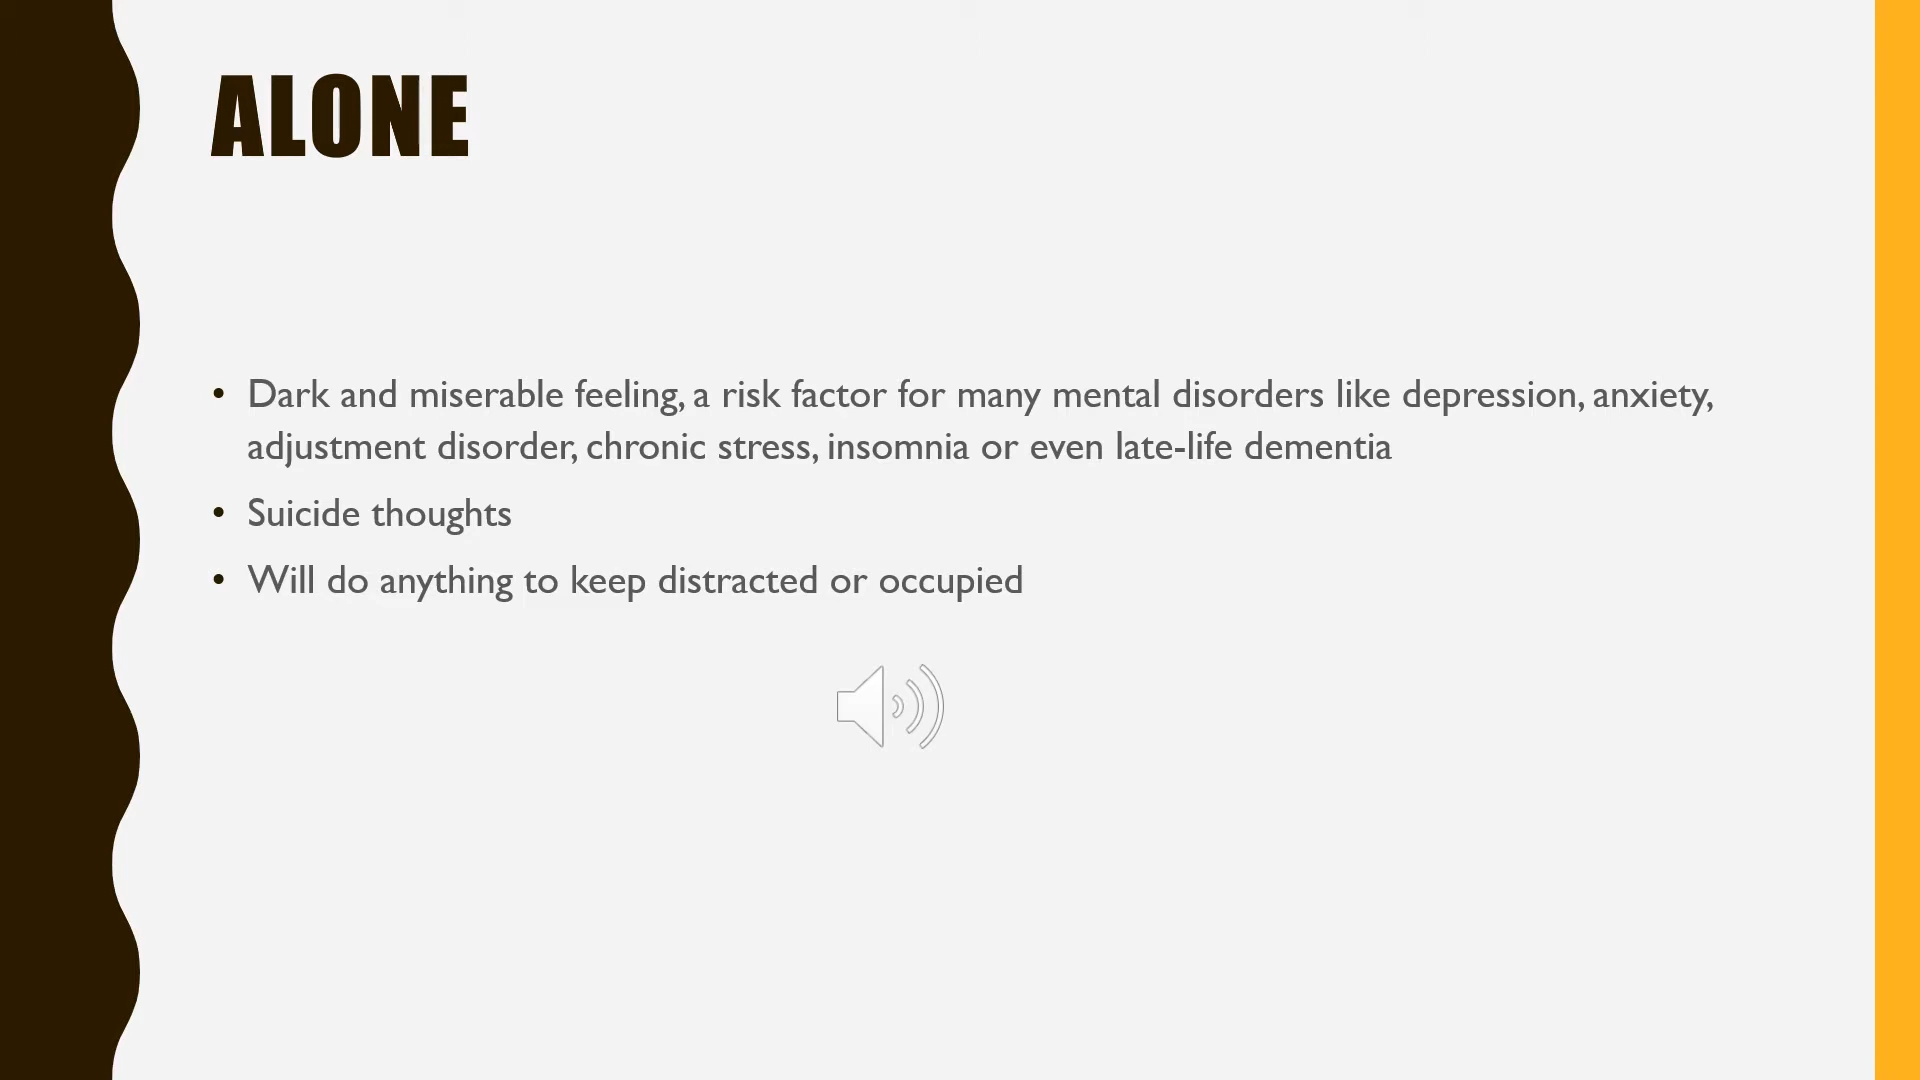 ALONE
• Dark and miserable feeling, a risk factor for many mental disorders like depression, anxiety,
adjustment disorder, chronic stress, insomnia or even late-life dementia
• Suicide thoughts
• Will do anything to keep distracted or occupied